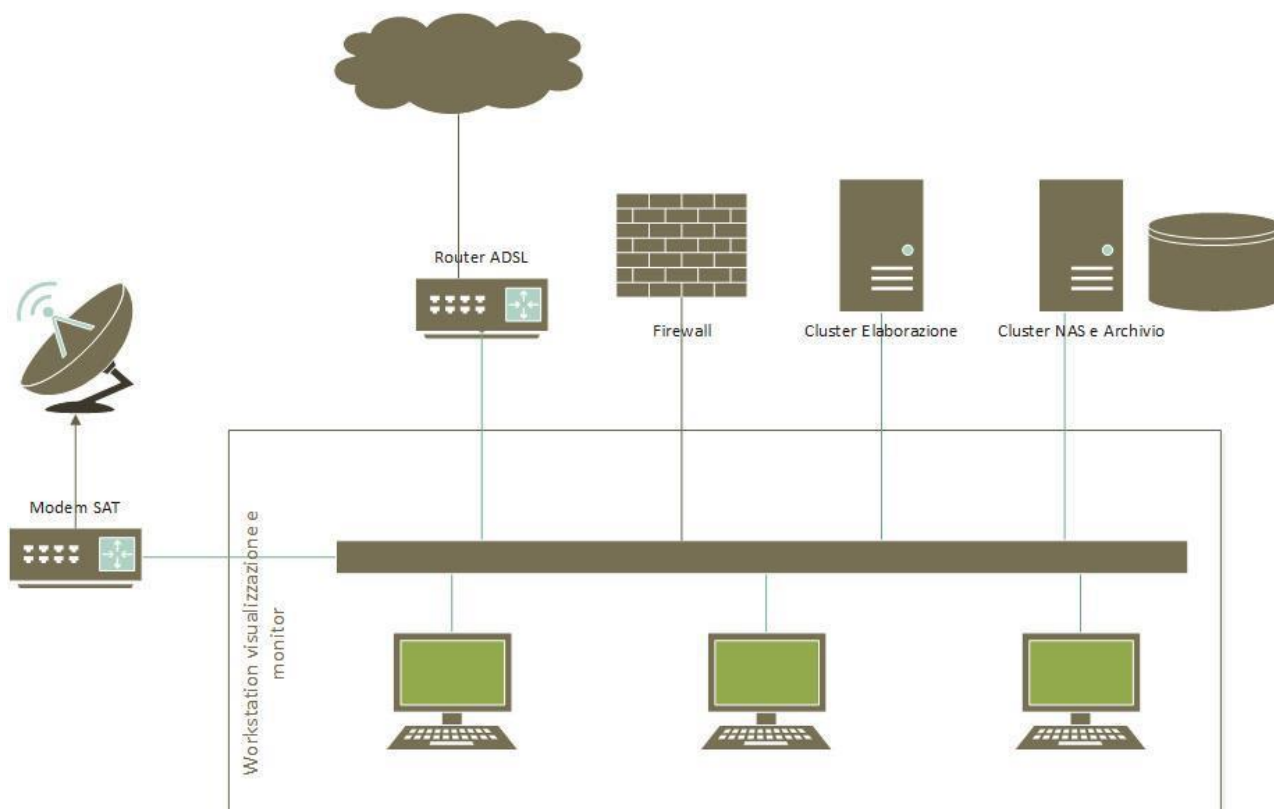 Router ADSL
Firewall
Cluster Elaborazione
Cluster NAS e Archivio
Modem SAT
Workstation visualizzazione e
monitor